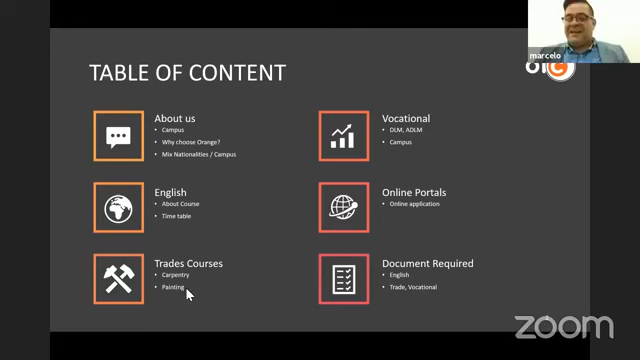 marcelo
TABLE OF CONTENT
About us
Campus
Why choose Orange?
Mix Nationalities / Campus
English
About Course
Time table
Trades Courses
Carpentry
Painting
Vocational
DLM, ADLM
Campus
Online Portals
Online application
Document Required
English
Trade, Vocational
zoom